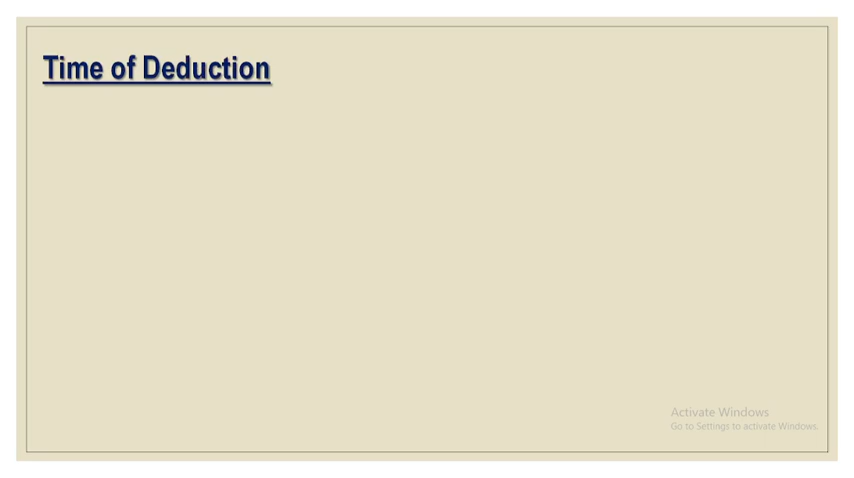 Time of Deduction
Activate Windows
Go to Settings to activate Windows.